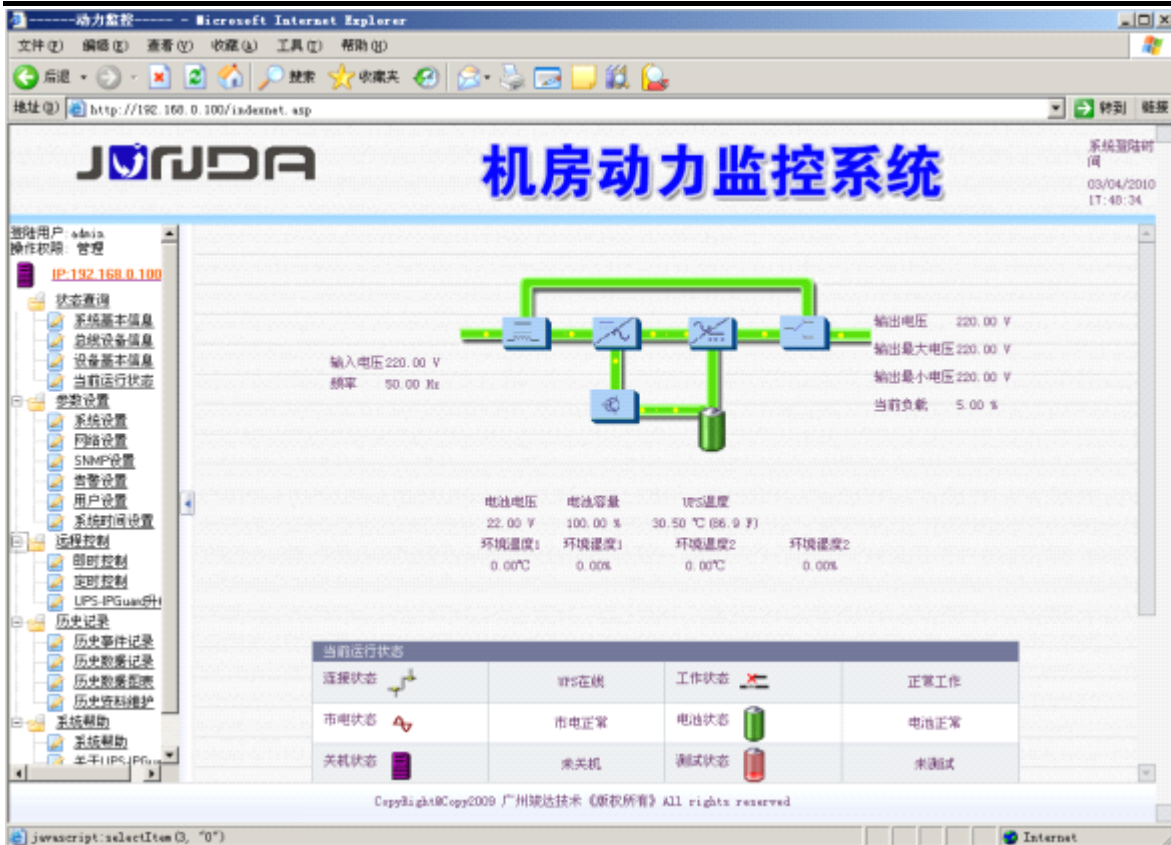 ------动力监控------ - Microsoft Internet Explorer
文件(F) 编辑(E) 查看(V) 收藏(A) 工具(T) 帮助(H)
后退 搜索 收藏夹
地址(D) http://192.168.0.100/indexnet.asp 转到 链接
JUNDA
机房动力监控系统
系统登陆时间
03/04/2010
17:48:34
登陆用户:admin
操作权限: 管理
IP:192.168.0.100
状态查询
系统基本信息
总线设备信息
设备基本信息
当前运行状态
参数设置
系统设置
网络设置
SNMP设置
告警设置
用户设置
系统时间设置
远程控制
即时控制
定时控制
UPS-IPGuard升
历史记录
历史事件记录
历史数据记录
历史数据图表
历史资料维护
系统帮助
系统帮助
关于UPS-IPGu
输入电压 220.00 V
频率 50.00 Hz
输出电压 220.00 V
输出最大电压 220.00 V
输出最小电压 220.00 V
当前负载 5.00 %
电池电压 电池容量 UPS温度
22.00 V 100.00 % 30.50 ℃ (86.9 F)
环境温度1 环境湿度1 环境温度2 环境湿度2
0.00℃ 0.00% 0.00℃ 0.00%
当前运行状态
连接状态 UPS在线 工作状态 正常工作
市电状态 市电正常 电池状态 电池正常
关机状态 未关机 测试状态 未测试
CopyRight@Copy2009 广州竣达技术《版权所有》 All rights reserved
javascript:selectItem(3, "0") Internet